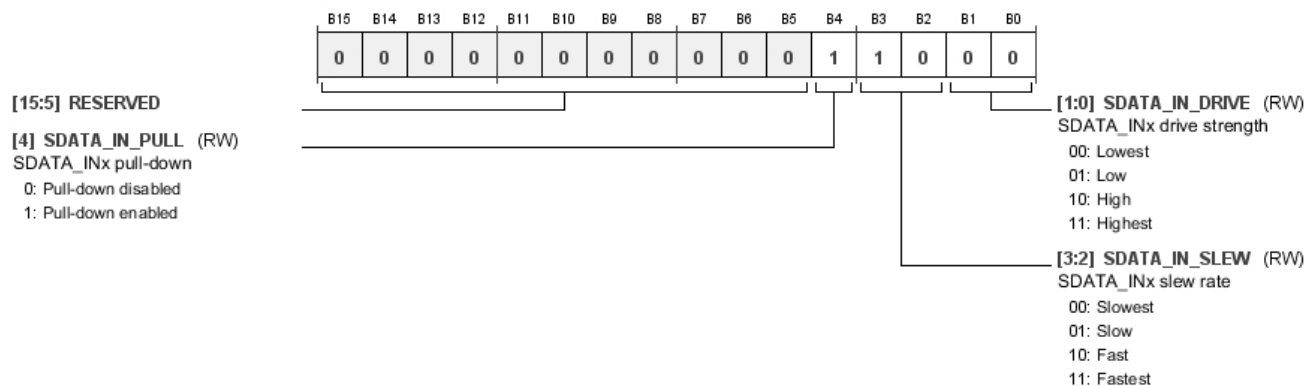 B15 B14 B13 B12 B11 B10 B9 B8 B7 B6 B5 B4 B3 B2 B1 B0
0 0 0 0 0 0 0 0 0 0 0 1 1 0 0 0
[15:5] RESERVED
[4] SDATA_IN_PULL (RW)
SDATA_INx pull-down
0: Pull-down disabled
1: Pull-down enabled
[1:0] SDATA_IN_DRIVE (RW)
SDATA_INx drive strength
00: Lowest
01: Low
10: High
11: Highest
[3:2] SDATA_IN_SLEW (RW)
SDATA_INx slew rate
00: Slowest
01: Slow
10: Fast
11: Fastest